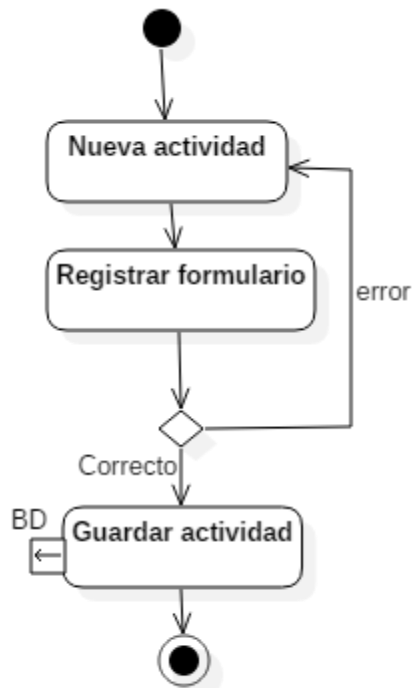 Nueva actividad
Registrar formulario
error
Correcto
BD
Guardar actividad